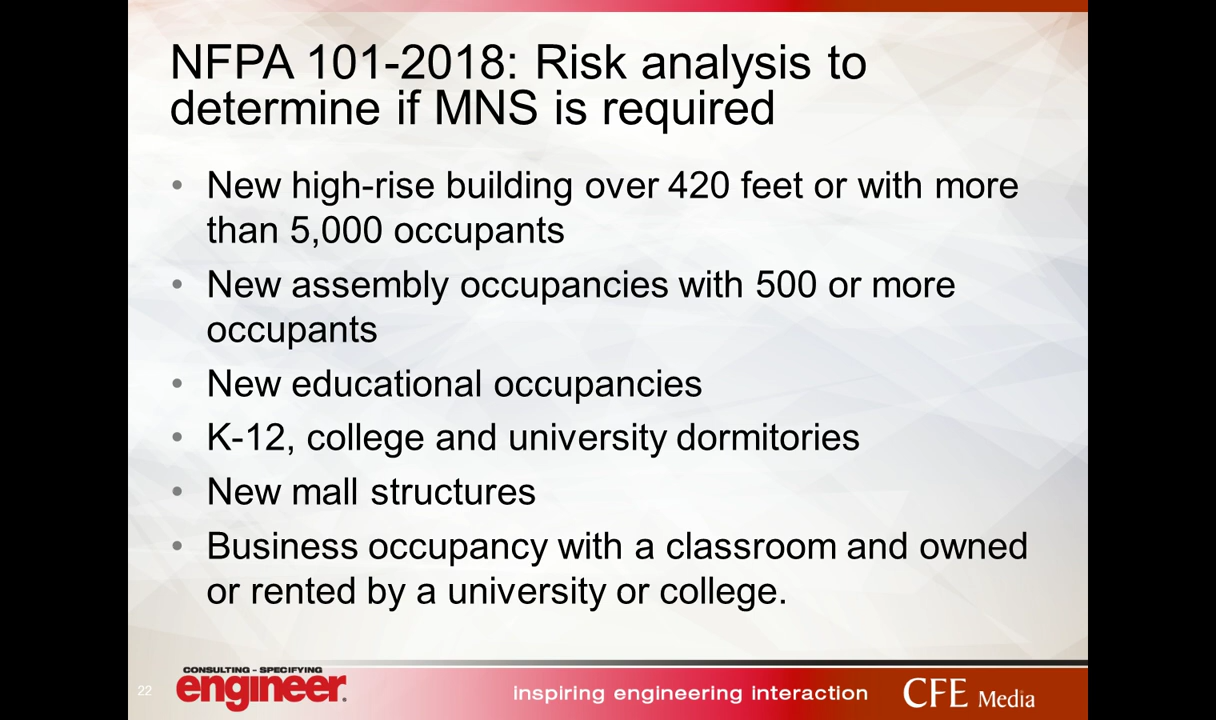 NFPA 101-2018: Risk analysis to
determine if MNS is required
• New high-rise building over 420 feet or with more
than 5,000 occupants
• New assembly occupancies with 500 or more
occupants
• New educational occupancies
• K-12, college and university dormitories
• New mall structures
• Business occupancy with a classroom and owned
or rented by a university or college.
22
CONSULTING - SPECIFYING
engineer.
inspiring engineering interaction
CFE Media